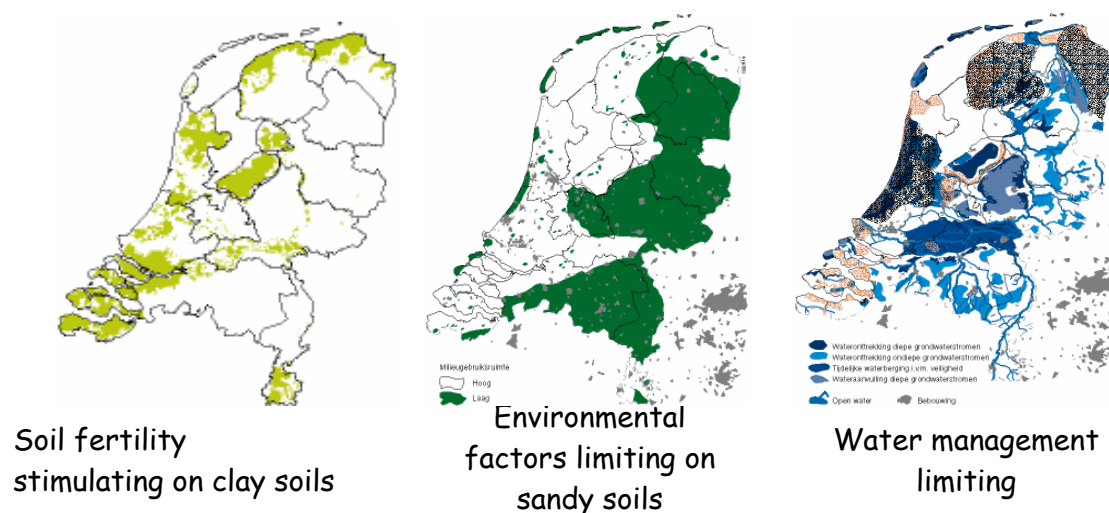 Soil fertility
stimulating on clay soils
Milieugebruiksruimte
Hoog
Laag
Environmental
factors limiting on
sandy soils
Wateronttrekking diepe grondwaterstromen
Wateronttrekking ondiepe grondwaterstromen
Tijdelijke waterberging i.v.m. veiligheid
Wateraanvulling diepe grondwaterstromen
Open water
Bebouwing
Water management
limiting